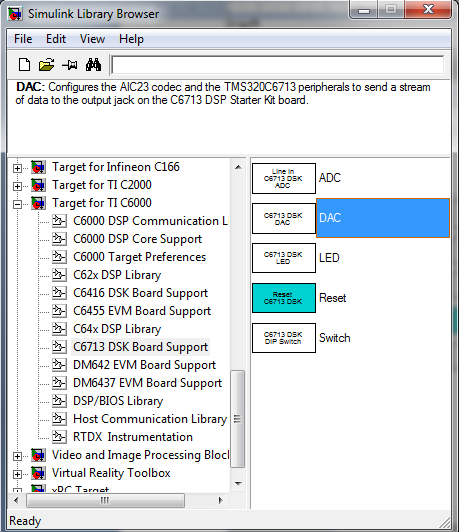 Simulink Library Browser
File Edit View Help
DAC: Configures the AIC23 codec and the TMS320C6713 peripherals to send a stream
of data to the output jack on the C6713 DSP Starter Kit board.
Target for Infineon C166
Target for TI C2000
Target for TI C6000
C6000 DSP Communication L
C6000 DSP Core Support
C6000 Target Preferences
C62x DSP Library
C6416 DSK Board Support
C6455 EVM Board Support
C64x DSP Library
C6713 DSK Board Support
DM642 EVM Board Support
DM6437 EVM Board Support
DSP/BIOS Library
Host Communication Library
RTDX Instrumentation
Video and Image Processing Bloc
Virtual Reality Toolbox
xPC Target
Line In
C6713 DSK
ADC
ADC
C6713 DSK
DAC
DAC
C6713 DSK
LED
LED
Reset
C6713 DSK
Reset
C6713 DSK
DIP Switch
Switch
Ready